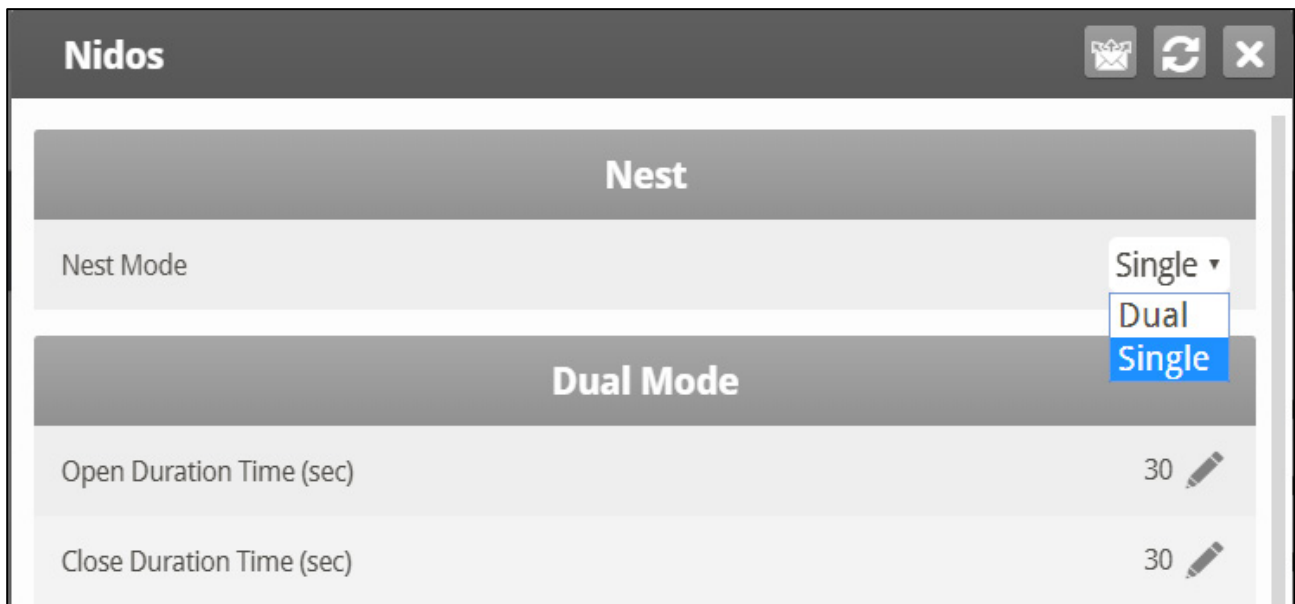 Nidos
Nest
Nest Mode
Single
Dual
Single
Dual Mode
Open Duration Time (sec) 30
Close Duration Time (sec) 30